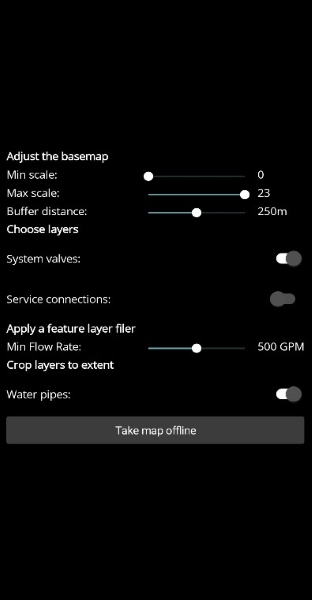 Adjust the basemap
Min scale: 0
Max scale: 23
Buffer distance: 250m
Choose layers
System valves:
Service connections:
Apply a feature layer filer
Min Flow Rate: 500 GPM
Crop layers to extent
Water pipes:
Take map offline